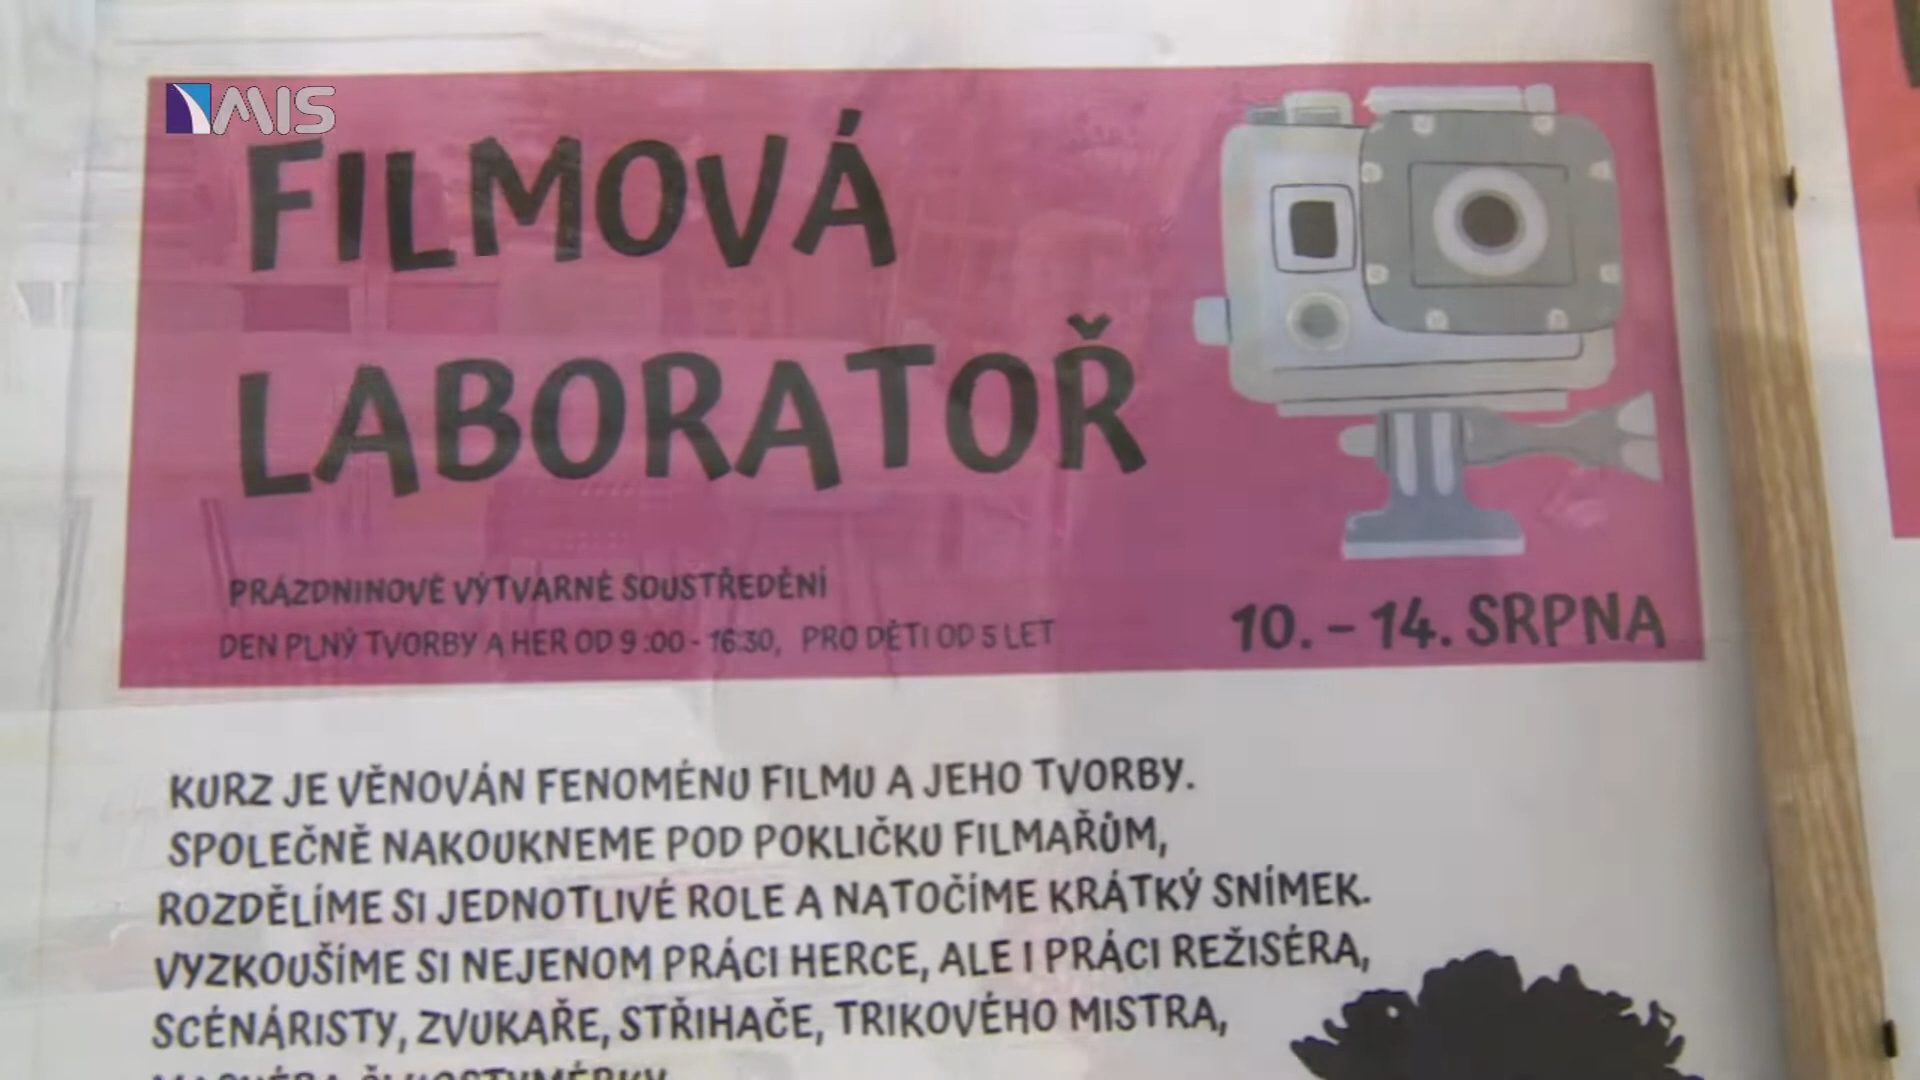 MIS
FILMOVÁ
LABORATOŘ
PRÁZDNINOVÉ VÝTVARNÉ SOUSTŘEDĚNÍ
DEN PLNÝ TVORBY A HER OD 9:00 - 16:30, PRO DĚTI OD 5 LET
10. - 14. SRPNA
KURZ JE VĚNOVÁN FENOMÉNU FILMU A JEHO TVORBY.
SPOLEČNĚ NAKOUKNEME POD POKLIČKU FILMAŘŮM,
ROZDĚLÍME SI JEDNOTLIVÉ ROLE A NATOČÍME KRÁTKÝ SNÍMEK.
VYZKOUŠÍME SI NEJENOM PRÁCI HERCE, ALE I PRÁCI REŽISÉRA,
SCÉNÁRISTY, ZVUKAŘE, STŘIHAČE, TRIKOVÉHO MISTRA,